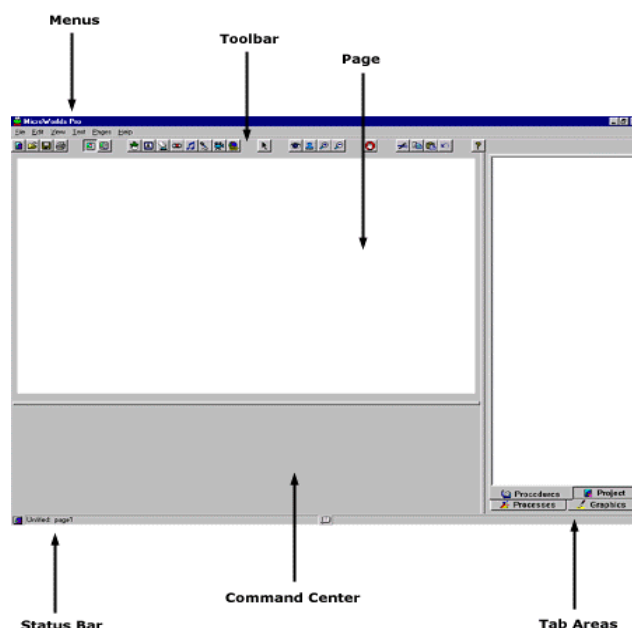 Menus
Toolbar
Page
MicroWorlds Pro
File Edit View Text Pages Help
Procedures Project
Processes Graphics
Untitled: page1
Command Center
Status Bar
Tab Areas